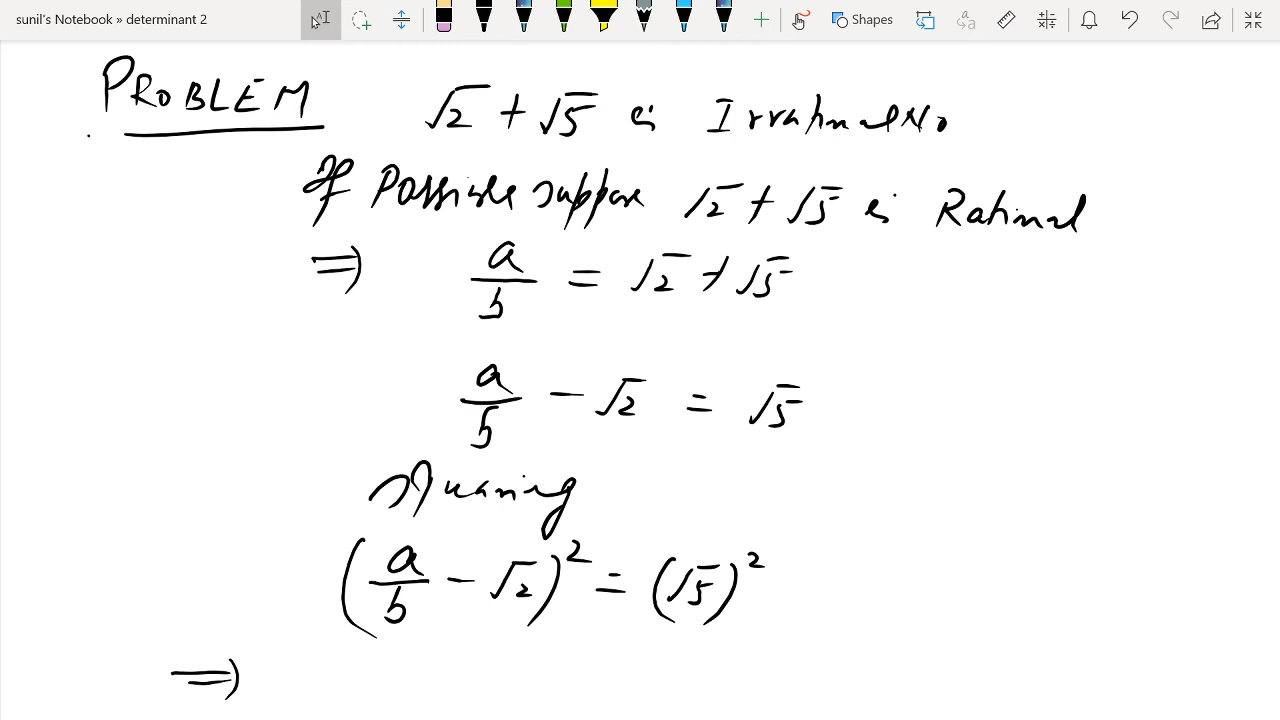 sunil's Notebook » determinant 2
Shapes
PROBLEM √2 + √5 is Irrational No
If Possible suppose √2 + √5 is Rational
⇒ a/b = √2 + √5
a/b - √2 = √5
Squaring
(a/b - √2)² = (√5)²
⇒